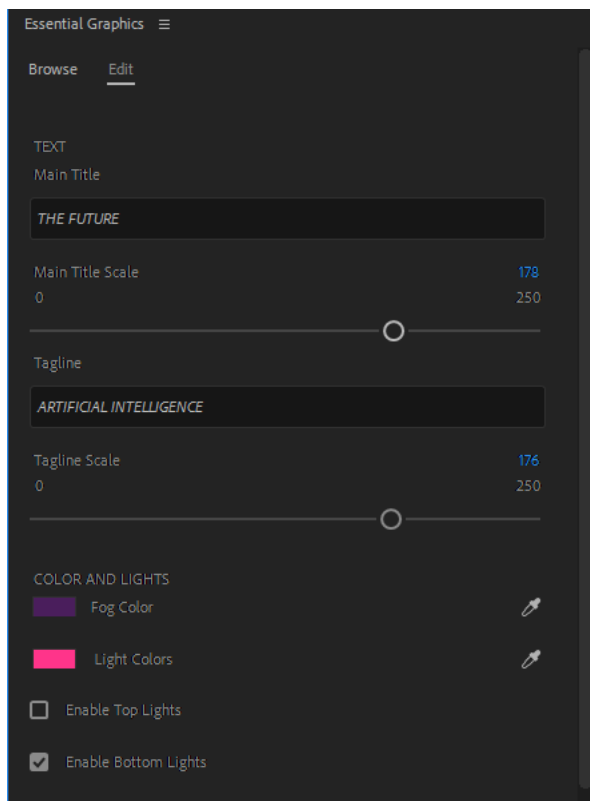 Essential Graphics
Browse Edit
TEXT
Main Title
THE FUTURE
Main Title Scale 178
0 250
Tagline
ARTIFICIAL INTELLIGENCE
Tagline Scale 176
0 250
COLOR AND LIGHTS
Fog Color
Light Colors
Enable Top Lights
Enable Bottom Lights